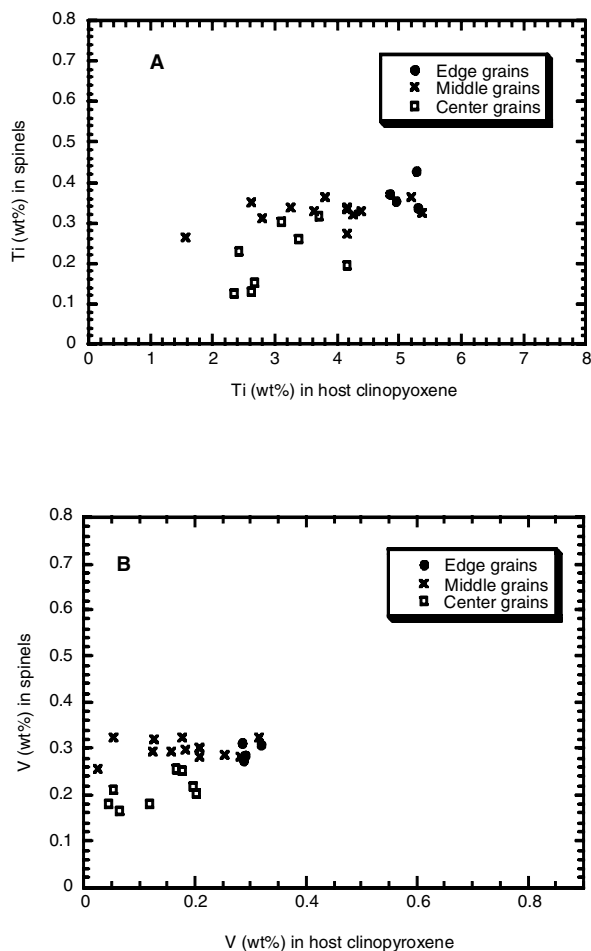 0.8
A
Edge grains
Middle grains
Center grains
0.7
0.6
0.5
0.4
0.3
0.2
0.1
0
Ti (wt%) in spinels
0 1 2 3 4 5 6 7 8
Ti (wt%) in host clinopyoxene
0.8
B
Edge grains
Middle grains
Center grains
0.7
0.6
0.5
0.4
0.3
0.2
0.1
0
V (wt%) in spinels
0 0.2 0.4 0.6 0.8
V (wt%) in host clinopyroxene